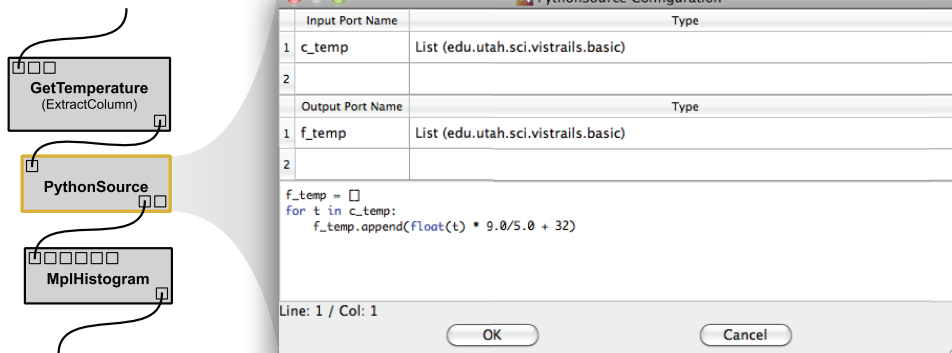 PythonSource Configuration
Input Port Name Type
1 c_temp List (edu.utah.sci.vistrails.basic)
2
Output Port Name Type
1 f_temp List (edu.utah.sci.vistrails.basic)
2
f_temp = []
for t in c_temp:
f_temp.append(float(t) * 9.0/5.0 + 32)
Line: 1 / Col: 1
OK Cancel
GetTemperature
(ExtractColumn)
PythonSource
MplHistogram